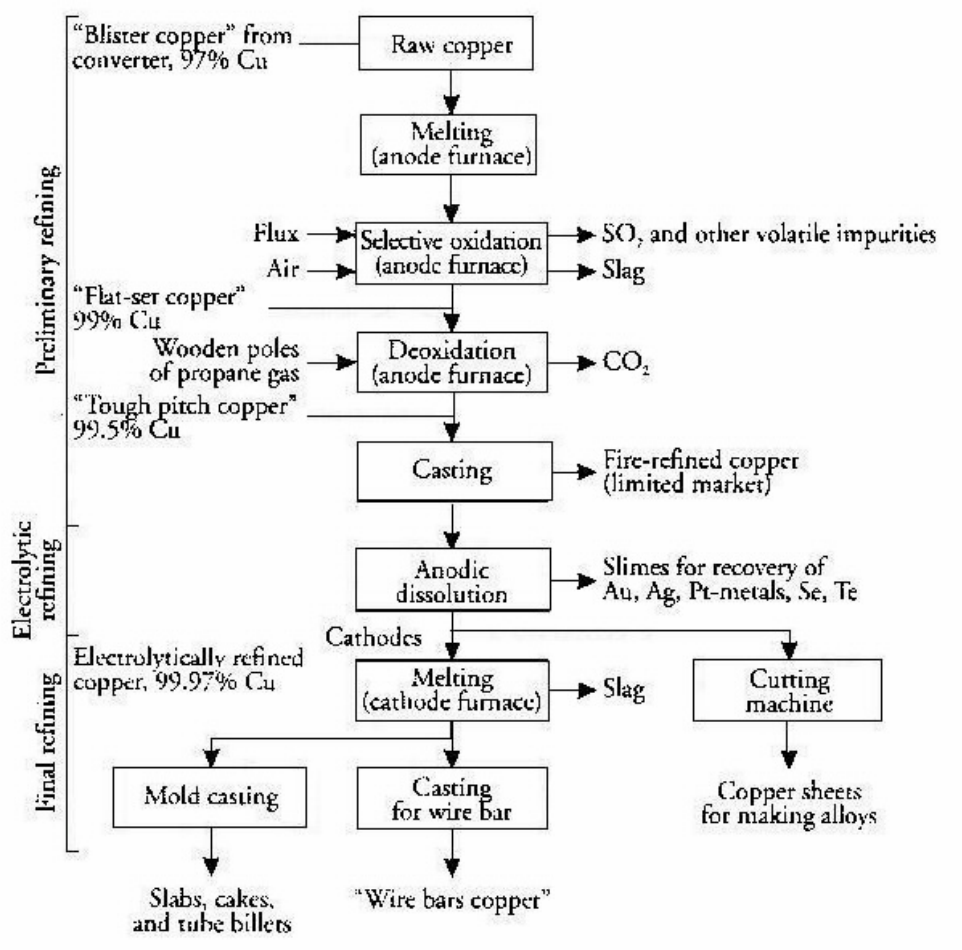 “Blister copper” from
converter, 97% Cu
Raw copper
Melting
(anode furnace)
Preliminary refining
Flux
Air
Selective oxidation
(anode furnace)
SO₂ and other volatile impurities
Slag
“Flat-ser copper”
99% Cu
Wooden poles
of propane gas
Deoxidation
(anode furnace)
CO₂
“Tough pitch copper”
99.5% Cu
Casting
Fire-refined copper
(limited market)
Electrolytic
refining
Anodic
dissolution
Slimes for recovery of
Au, Ag, Pt-metals, Se, Te
Cathodes
Electrolytically refined
copper, 99.97% Cu
Melting
(cathode furnace)
Slag
Cutting
machine
Final refining
Mold casting
Casting
for wire bar
Copper sheets
for making alloys
Slabs, cakes,
and tube billets
“Wire bars copper”